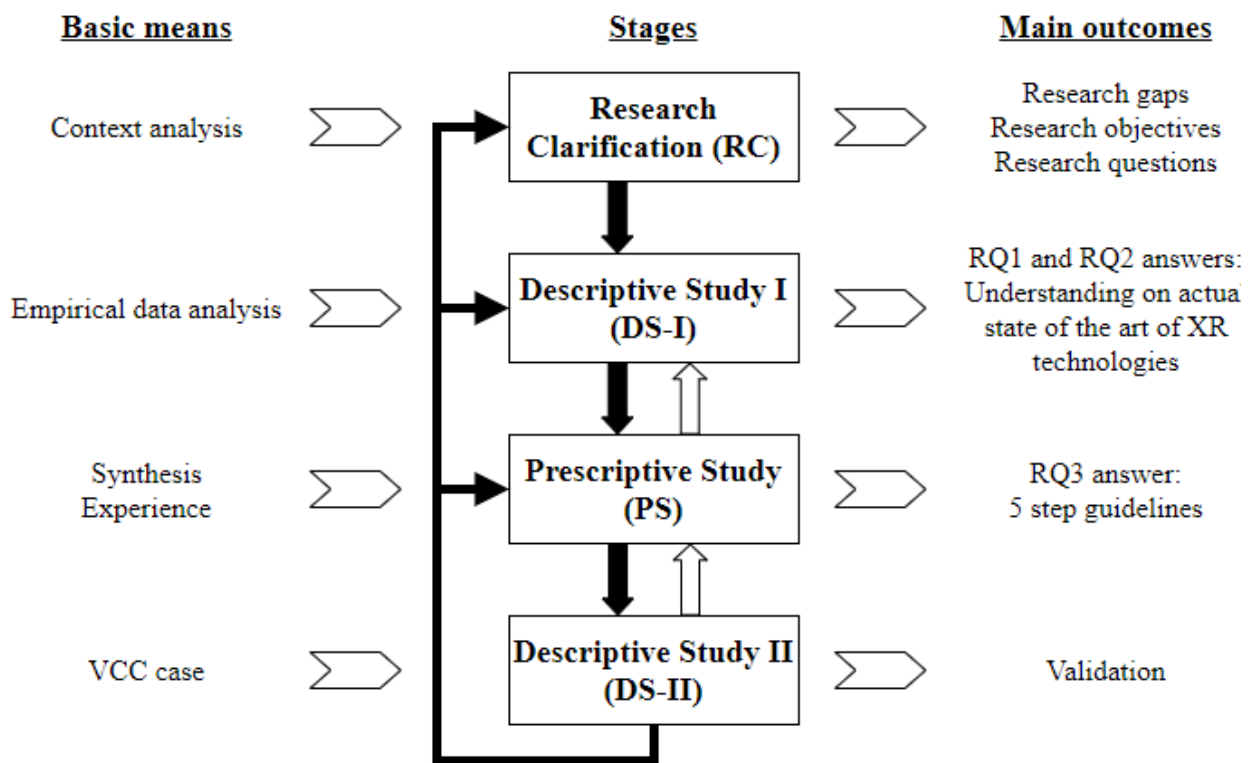 Basic means
Stages
Main outcomes
Context analysis
Research
Clarification (RC)
Research gaps
Research objectives
Research questions
Empirical data analysis
Descriptive Study I
(DS-I)
RQ1 and RQ2 answers:
Understanding on actual
state of the art of XR
technologies
Synthesis
Experience
Prescriptive Study
(PS)
RQ3 answer:
5 step guidelines
VCC case
Descriptive Study II
(DS-II)
Validation